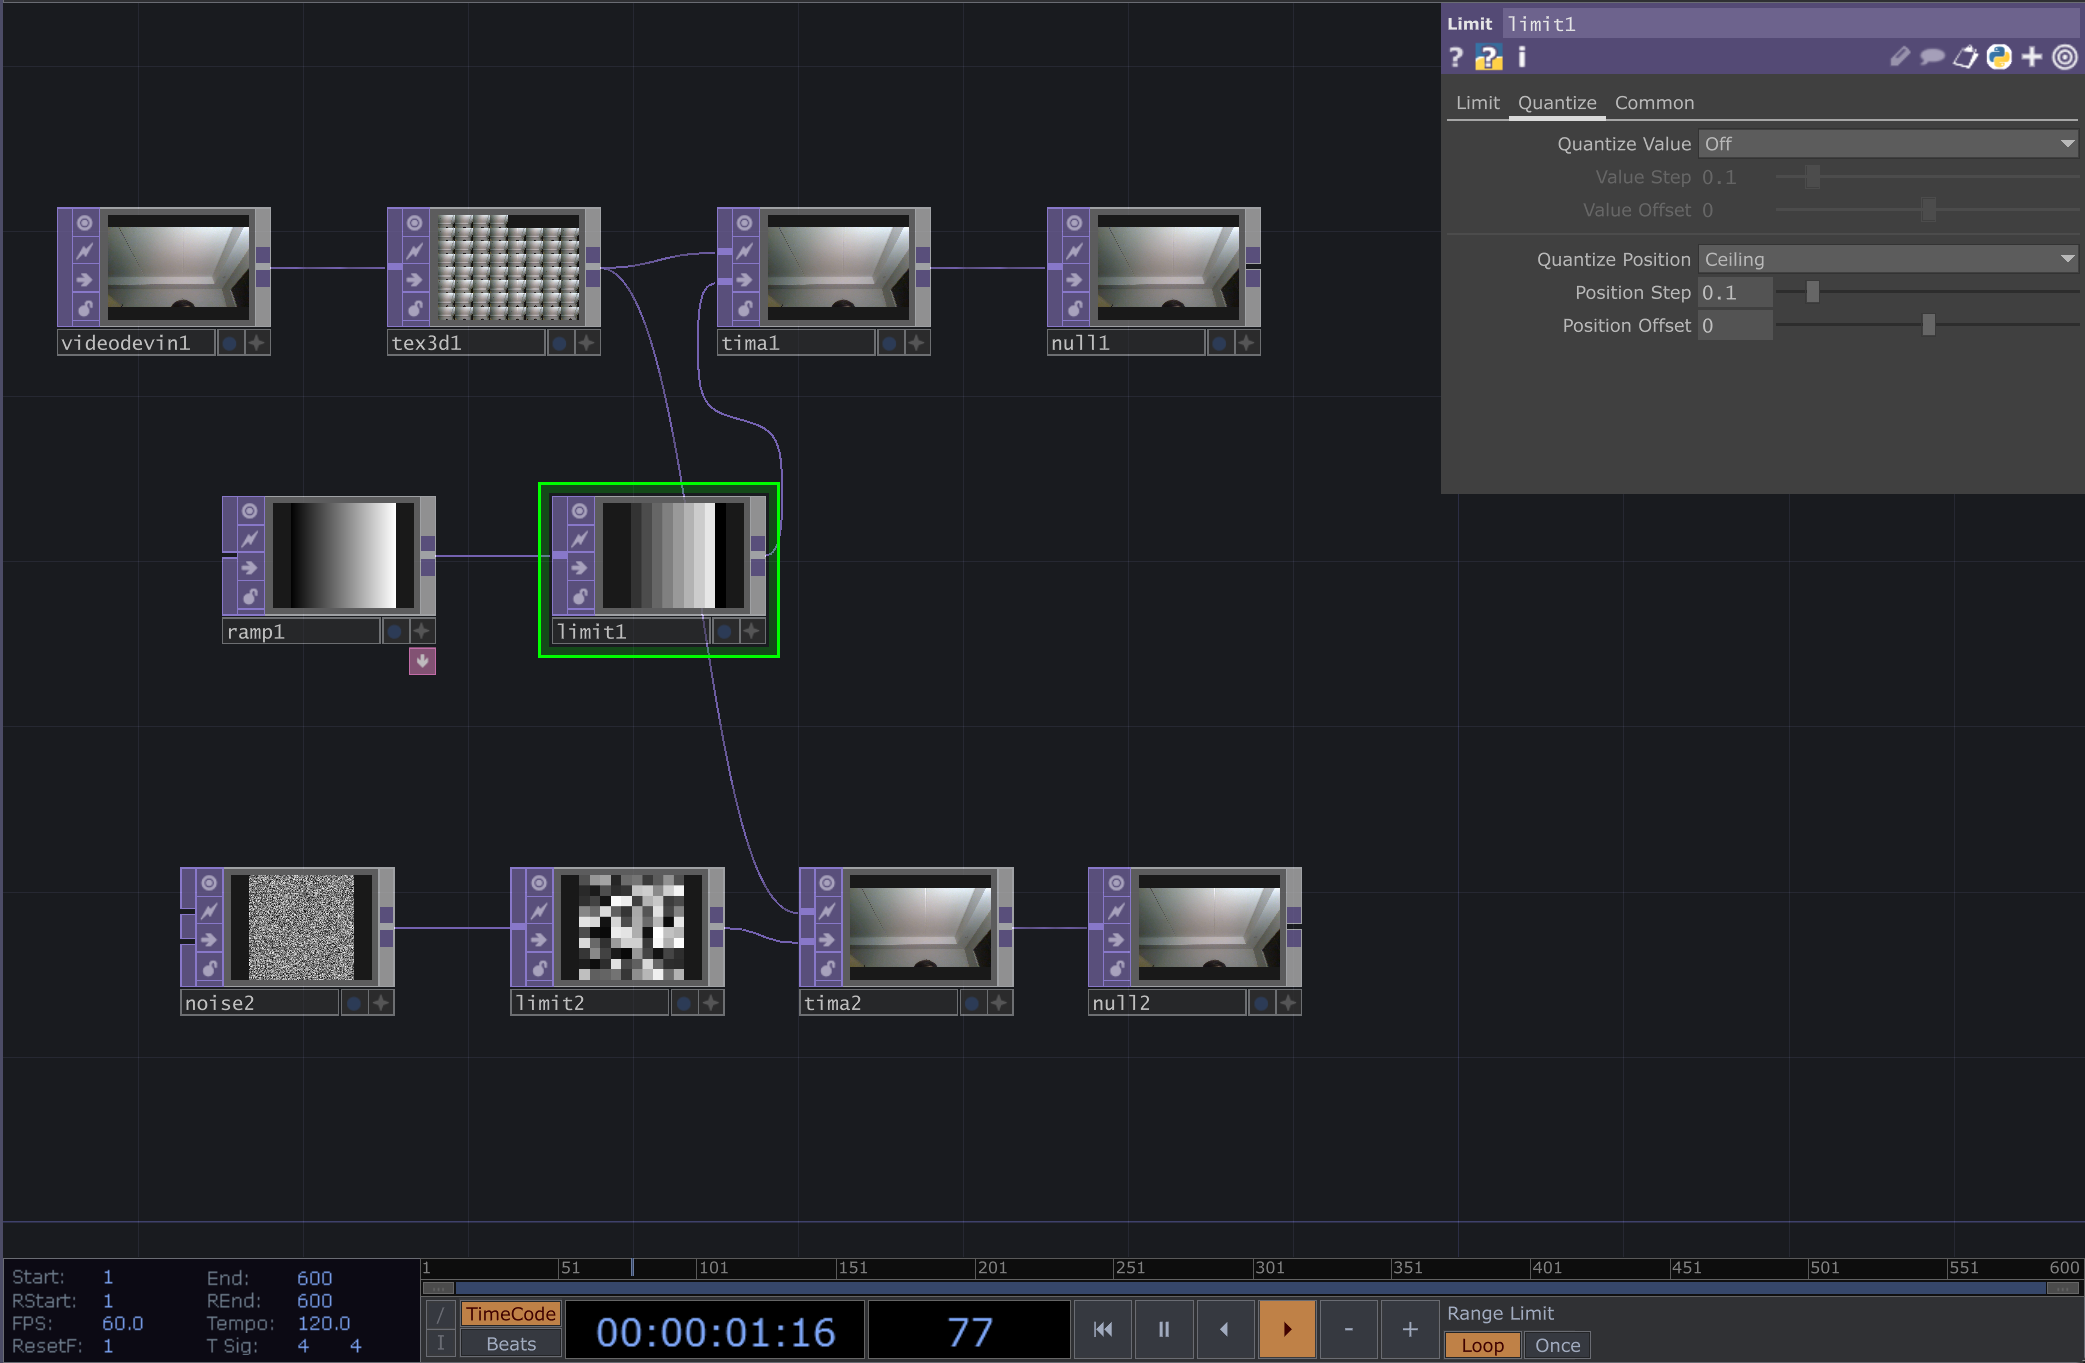 Limit limit1
? ? i
Limit Quantize Common
Quantize Value Off
Value Step 0.1
Value Offset 0
Quantize Position Ceiling
Position Step 0.1
Position Offset 0
videodevin1
tex3d1
tima1
null1
ramp1
limit1
noise2
limit2
tima2
null2
1 51 101 151 201 251 301 351 401 451 501 551 600
Start: 1 End: 600
RStart: 1 REnd: 600
FPS: 60.0 Tempo: 120.0
ResetF: 1 T Sig: 4 4
/ TimeCode
I Beats
00:00:01:16
77
- +
Range Limit
Loop Once